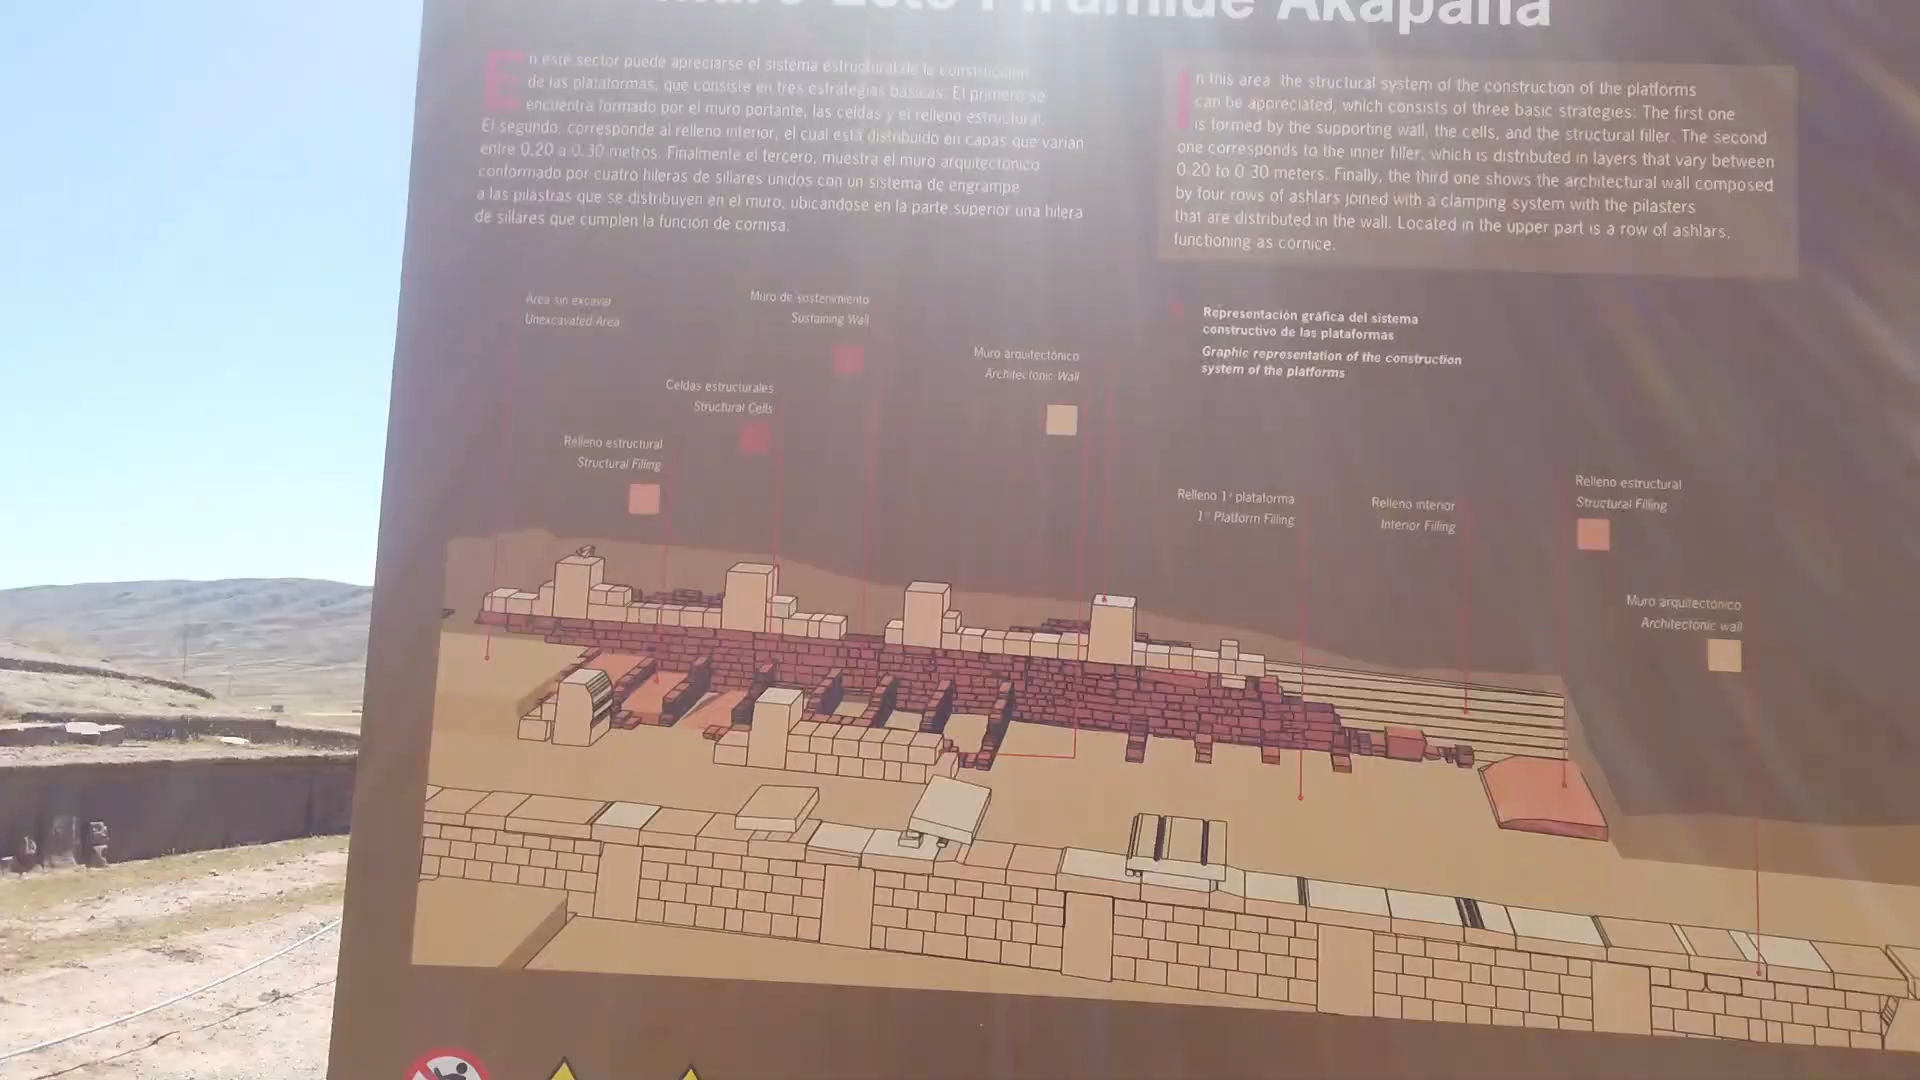 Este Pirámide Akapana
En este sector puede apreciarse el sistema estructural de la construcción
de las plataformas, que consiste en tres estrategias básicas. El primero se
encuentra formado por el muro portante, las celdas y el relleno estructural.
El segundo, corresponde al relleno interior, el cual está distribuido en capas que varían
entre 0.20 a 0.30 metros. Finalmente el tercero, muestra el muro arquitectónico
conformado por cuatro hileras de sillares unidos con un sistema de engrampe
a las pilastras que se distribuyen en el muro, ubicándose en la parte superior una hilera
de sillares que cumplen la función de cornisa.
In this area the structural system of the construction of the platforms
can be appreciated, which consists of three basic strategies: The first one
is formed by the supporting wall, the cells, and the structural filler. The second
one corresponds to the inner filler, which is distributed in layers that vary between
0.20 to 0.30 meters. Finally, the third one shows the architectural wall composed
by four rows of ashlars joined with a clamping system with the pilasters
that are distributed in the wall. Located in the upper part is a row of ashlars,
functioning as cornice.
Área sin excavar
Unexcavated Area
Muro de sostenimiento
Sustaining Wall
Representación gráfica del sistema
constructivo de las plataformas
Graphic representation of the construction
system of the platforms
Muro arquitectónico
Architectonic Wall
Celdas estructurales
Structural Cells
Relleno estructural
Structural Filling
Relleno 1ª plataforma
1st Platform Filling
Relleno interior
Interior Filling
Relleno estructural
Structural Filling
Muro arquitectónico
Architectonic wall